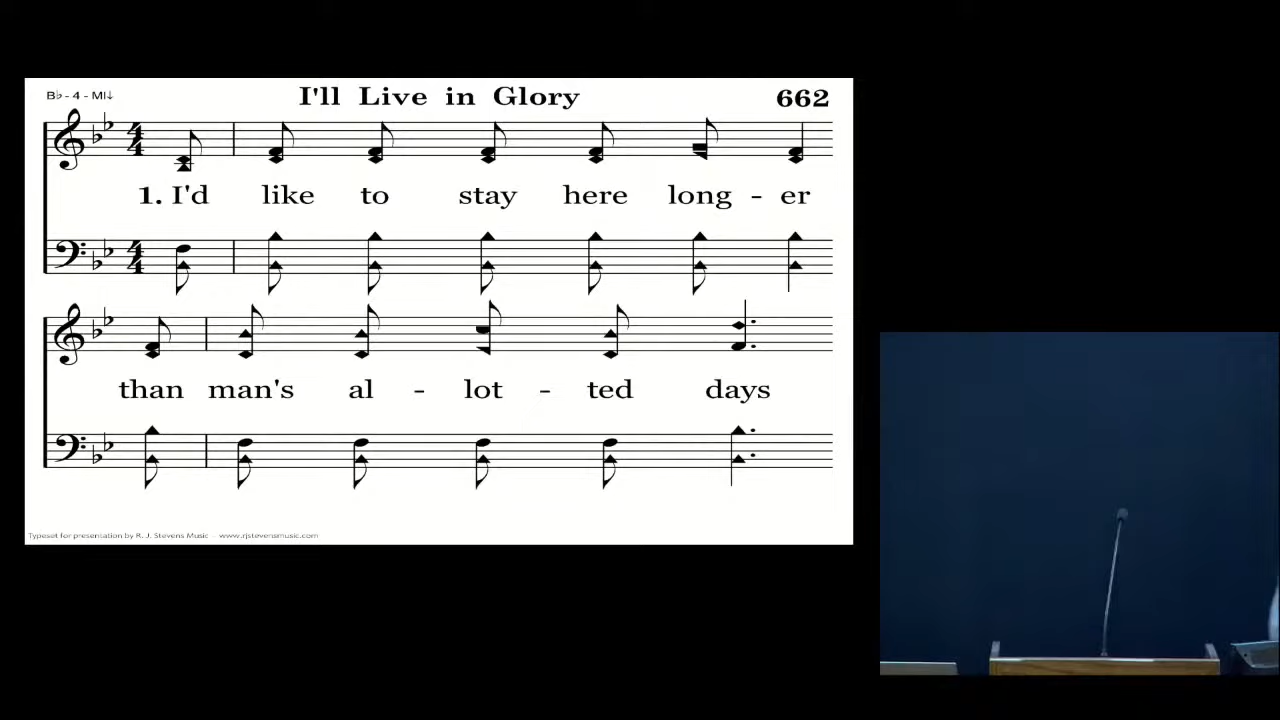 B♭ - 4 - MI↓
I'll Live in Glory
662
1. I'd like to stay here long - er
than man's al - lot - ted days
Typeset for presentation by R. J. Stevens Music - www.rjstevensmusic.com